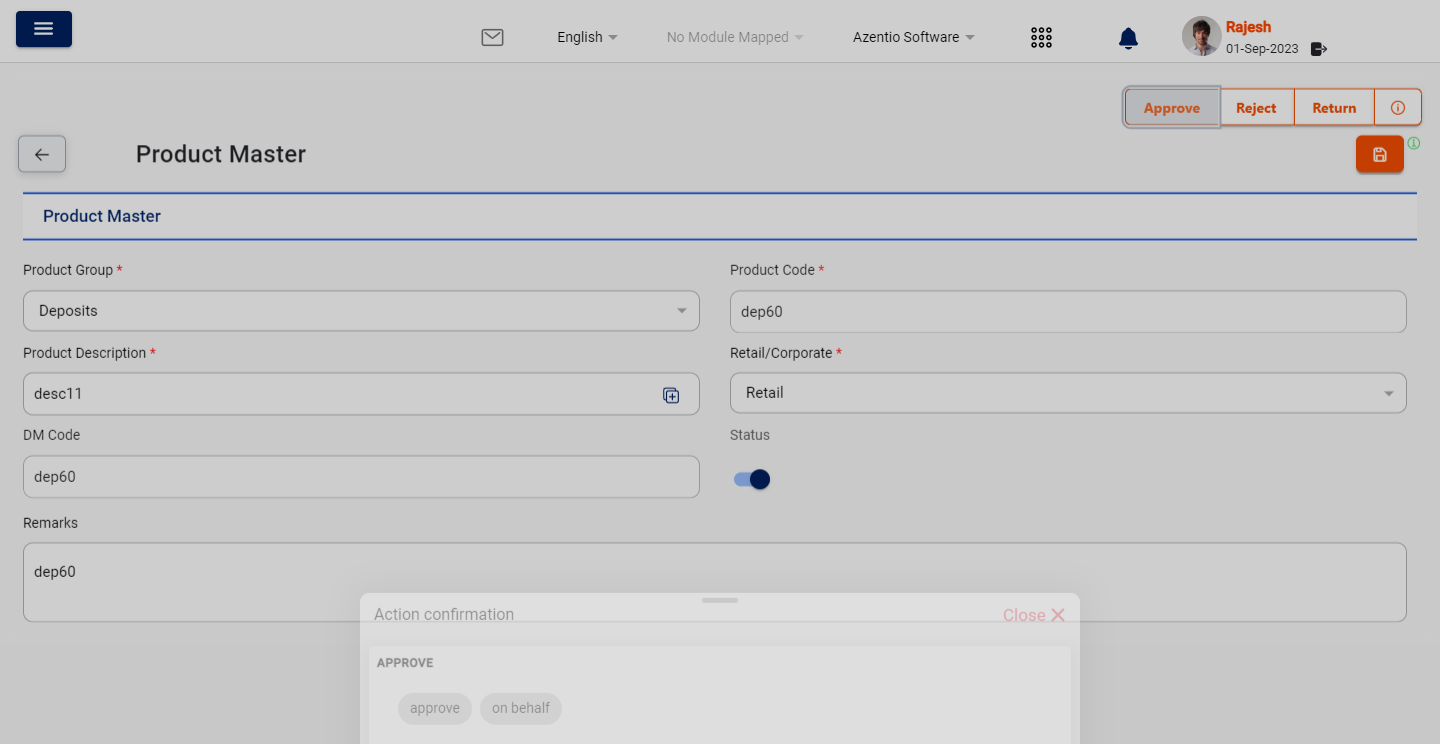 English No Module Mapped Azentio Software Rajesh
01-Sep-2023
Approve Reject Return
Product Master
Product Master
Product Group * Product Code *
Deposits dep60
Product Description * Retail/Corporate *
desc11 Retail
DM Code Status
dep60
Remarks
dep60
Action confirmation Close
APPROVE
approve on behalf